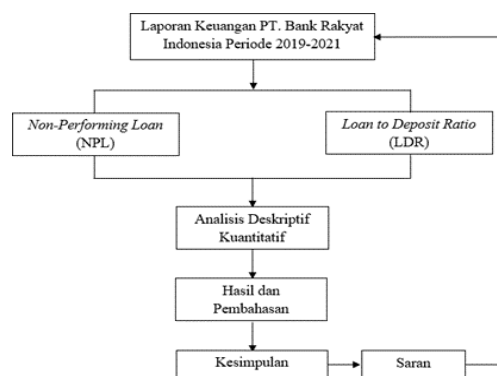 Laporan Keuangan PT. Bank Rakyat
Indonesia Periode 2019-2021
Non-Performing Loan
(NPL)
Loan to Deposit Ratio
(LDR)
Analisis Deskriptif
Kuantitatif
Hasil dan
Pembahasan
Kesimpulan
Saran